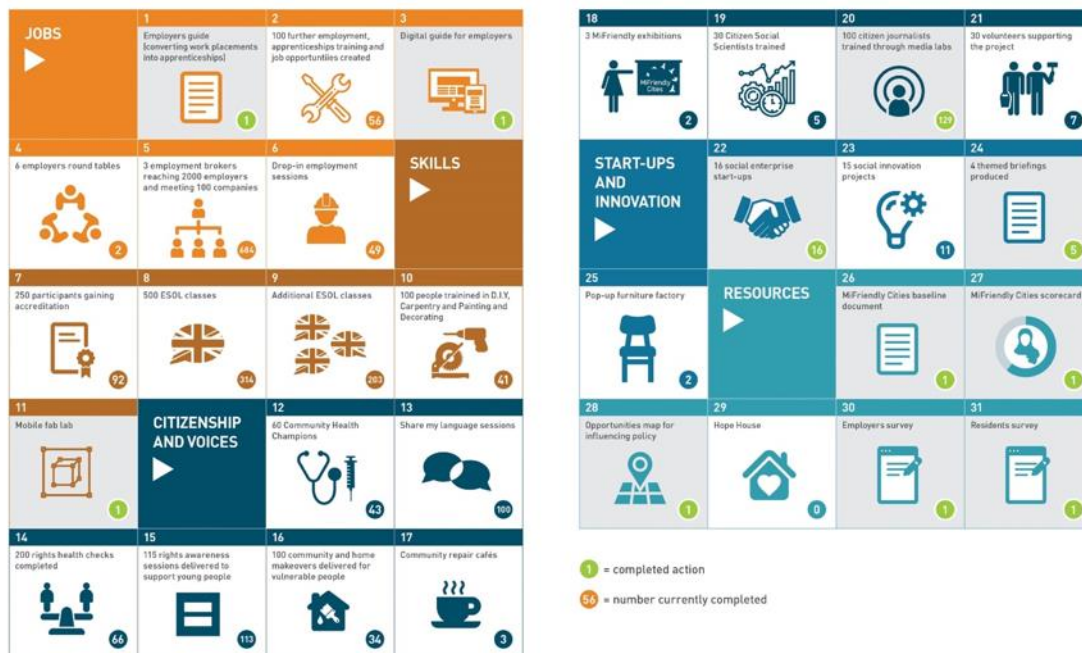 JOBS
1
Employers guide
(converting work placements
into apprenticeships)
1
2
100 further employment,
apprenticeships training and
job opportuniies created
56
3
Digital guide for employers
1
4
6 employers round tables
2
5
3 employment brokers
reaching 2000 employers
and meeting 100 companies
684
6
Drop-in employment
sessions
49
SKILLS
7
250 participants gaining
accreditation
92
8
500 ESOL classes
314
9
Additional ESOL classes
203
10
100 people trainined in D.I.Y,
Carpentry and Painting and
Decorating
41
11
Mobile fab lab
1
CITIZENSHIP
AND VOICES
12
60 Community Health
Champions
43
13
Share my language sessions
100
14
200 rights health checks
completed
66
15
115 rights awareness
sessions delivered to
support young people
113
16
100 community and home
makeovers delivered for
vulnerable people
34
17
Community repair cafés
3
18
3 MiFriendly exhibitions
MiFriendly
Cities
2
19
30 Citizen Social
Scientists trained
5
20
100 citizen journalists
trained through media labs
129
21
30 volunteers supporting
the project
7
START-UPS
AND
INNOVATION
22
16 social enterprise
start-ups
16
23
15 social innovation
projects
11
24
4 themed briefings
produced
5
25
Pop-up furniture factory
2
RESOURCES
26
MiFriendly Cities baseline
document
1
27
MiFriendly Cities scorecard
1
28
Opportunities map for
influencing policy
1
29
Hope House
0
30
Employers survey
1
31
Residents survey
1
1 = completed action
56 = number currently completed